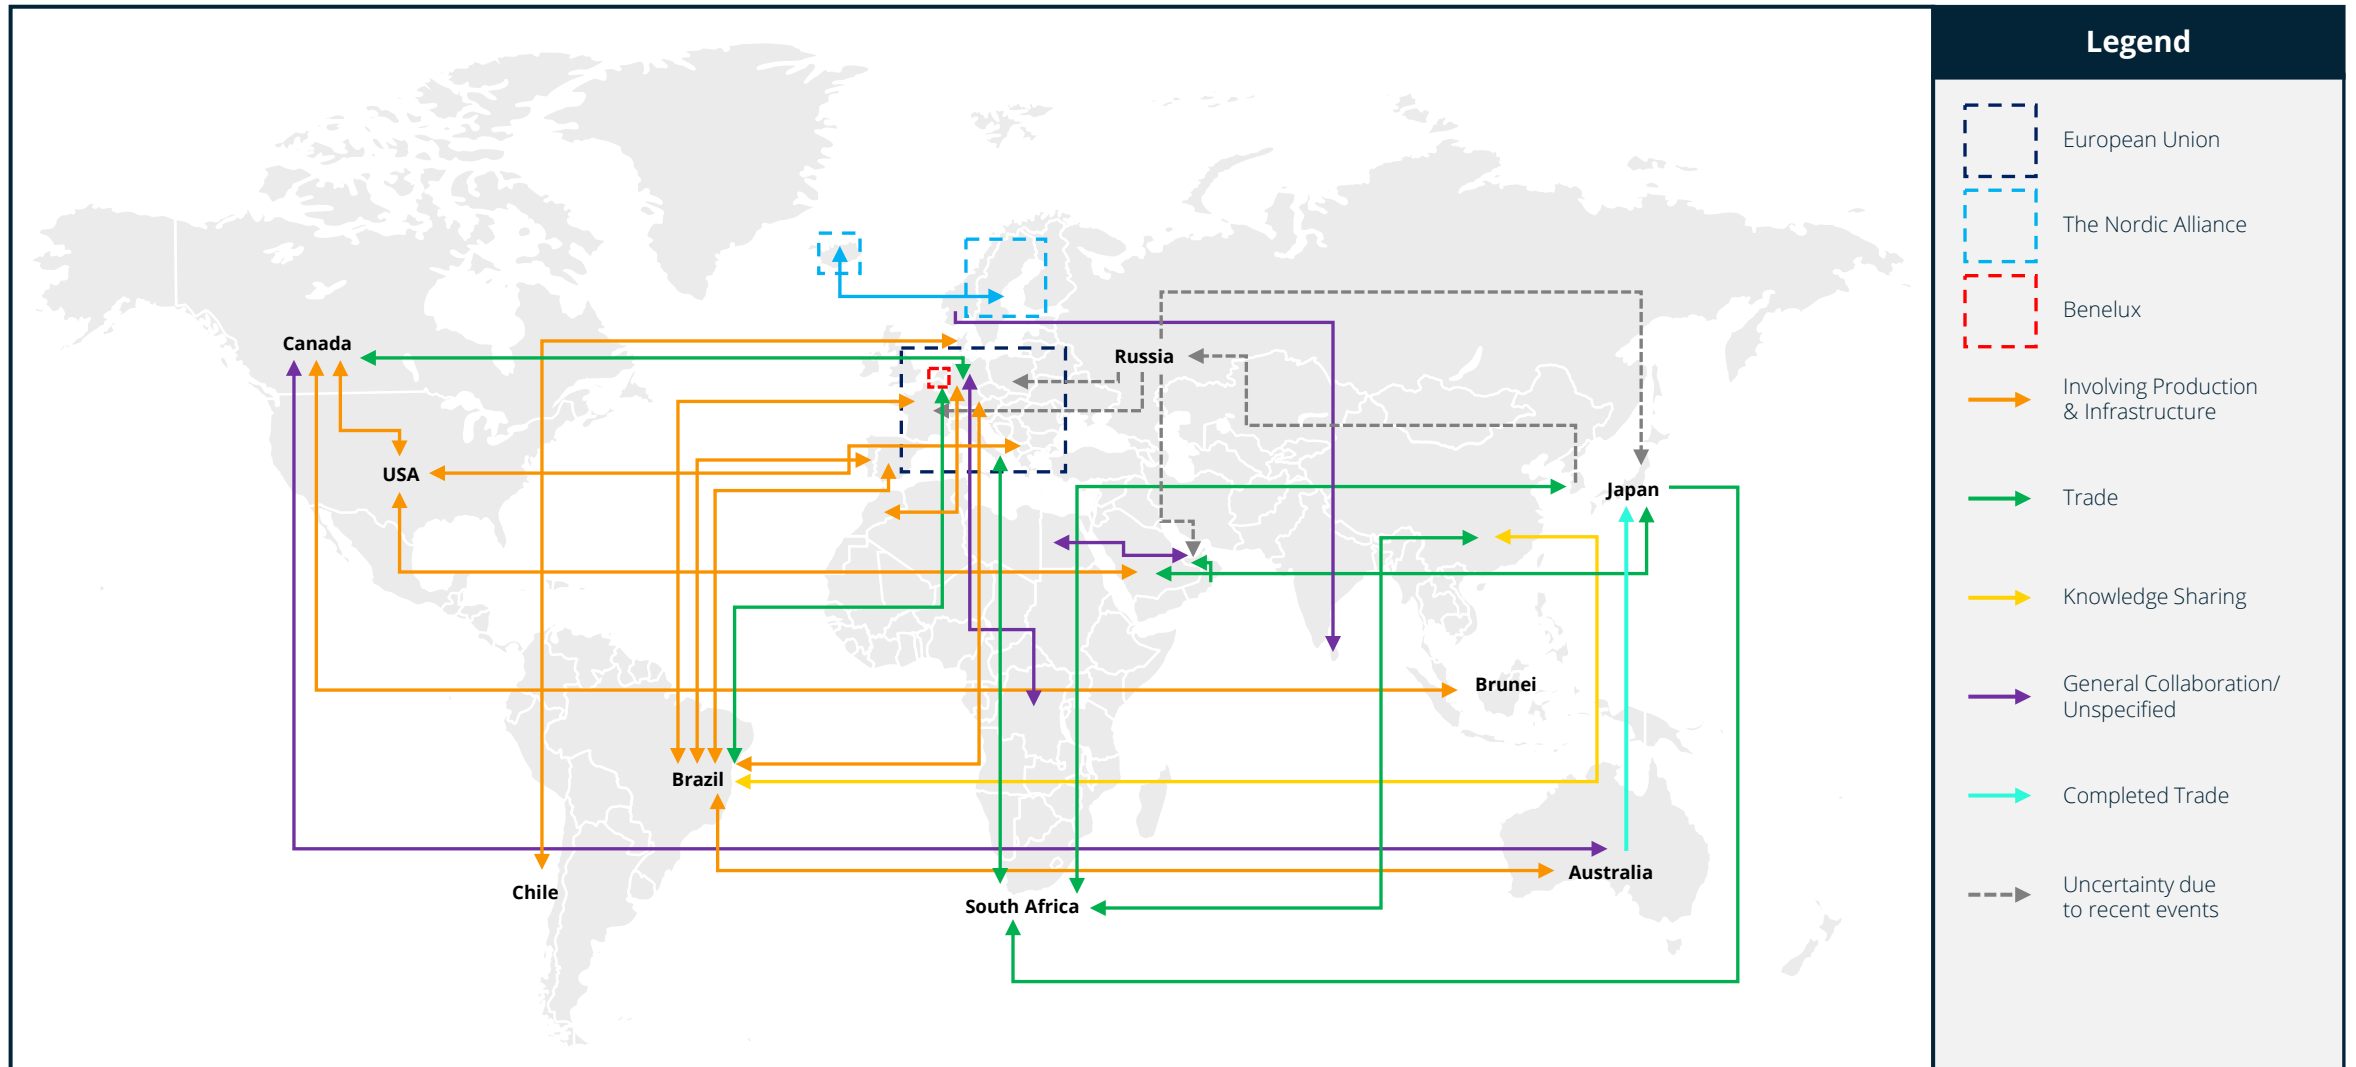 Legend
European Union
The Nordic Alliance
Benelux
Involving Production
& Infrastructure
Trade
Knowledge Sharing
General Collaboration/
Unspecified
Completed Trade
Uncertainty due
to recent events
Canada
Russia
USA
Japan
Brunei
Brazil
Australia
Chile
South Africa